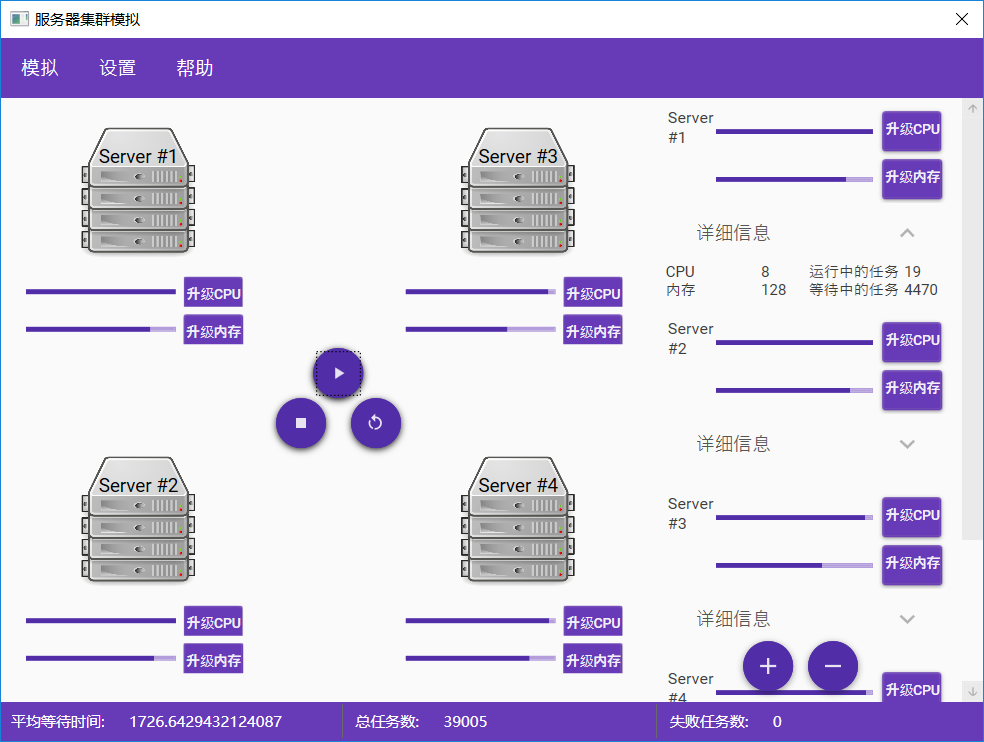 服务器集群模拟
模拟 设置 帮助
Server #1
升级CPU
升级内存
Server #3
升级CPU
升级内存
Server #2
升级CPU
升级内存
Server #4
升级CPU
升级内存
Server
#1
升级CPU
升级内存
详细信息
CPU 8 运行中的任务 19
内存 128 等待中的任务 4470
Server
#2
升级CPU
升级内存
详细信息
Server
#3
升级CPU
升级内存
详细信息
Server
#4
升级CPU
平均等待时间: 1726.6429432124087 总任务数: 39005 失败任务数: 0